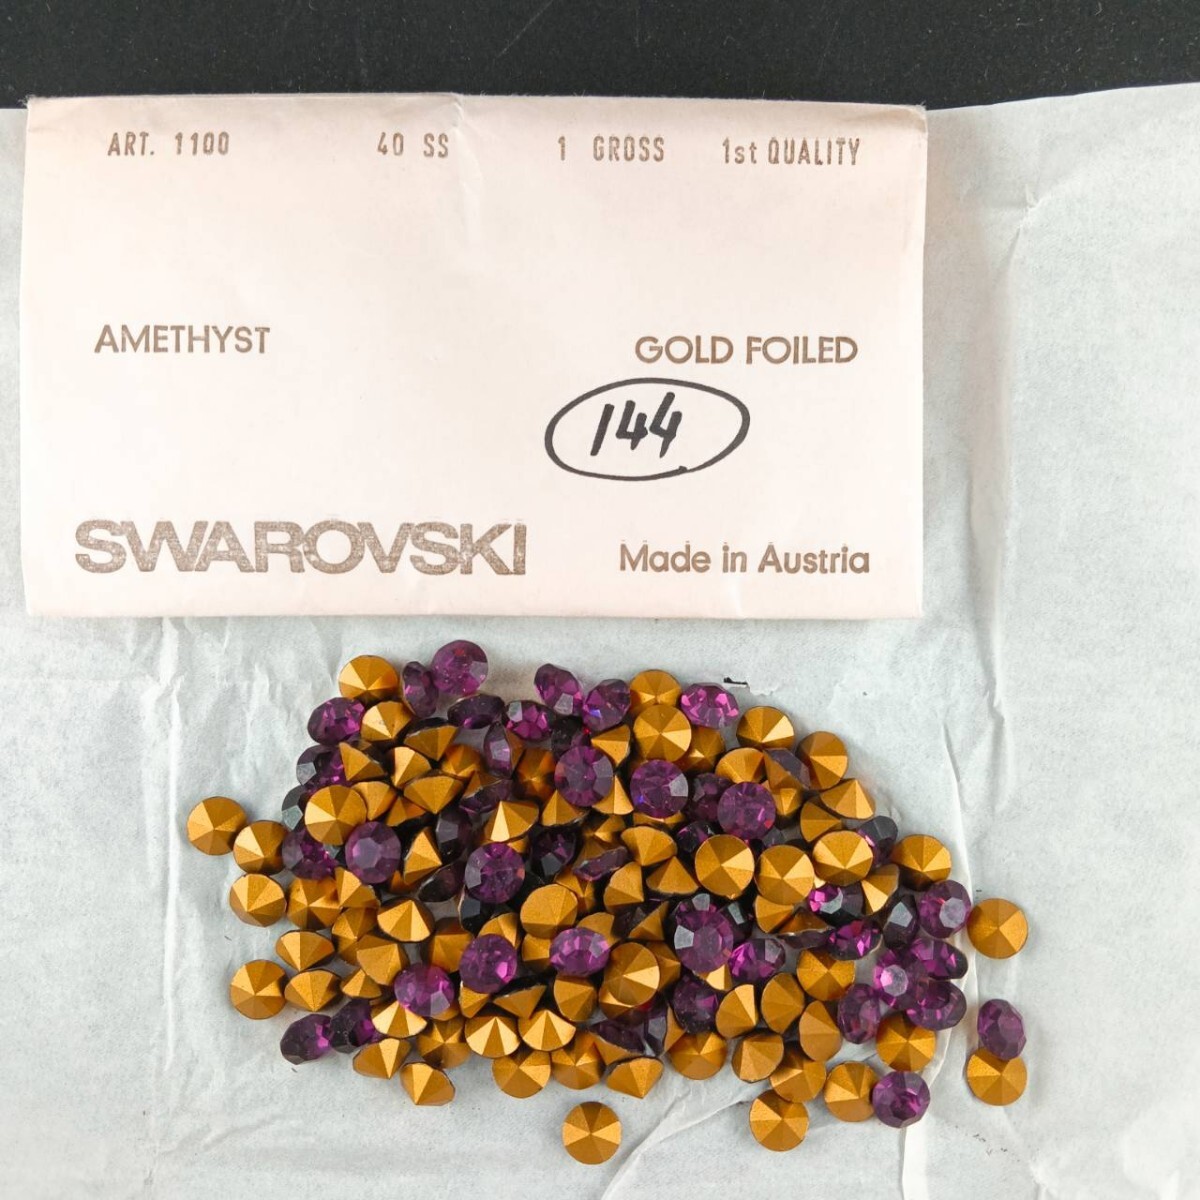 ART. 1100 40 SS 1 GROSS 1st QUALITY
AMETHYST GOLD FOILED
144
SWAROVSKI Made in Austria